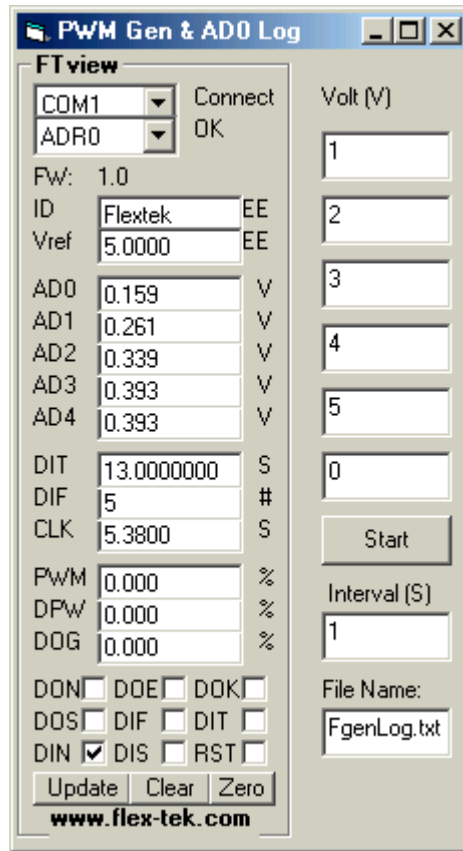 PWM Gen & AD0 Log
FTview
COM1 Connect
ADR0 OK
FW: 1.0
ID Flextek EE
Vref 5.0000 EE
AD0 0.159 V
AD1 0.261 V
AD2 0.339 V
AD3 0.393 V
AD4 0.393 V
DIT 13.0000000 S
DIF 5 #
CLK 5.3800 S
PWM 0.000 %
DPW 0.000 %
DOG 0.000 %
DON DOE DOK
DOS DIF DIT
DIN DIS RST
Update Clear Zero
www.flex-tek.com
Volt (V)
1
2
3
4
5
0
Start
Interval (S)
1
File Name:
FgenLog.txt